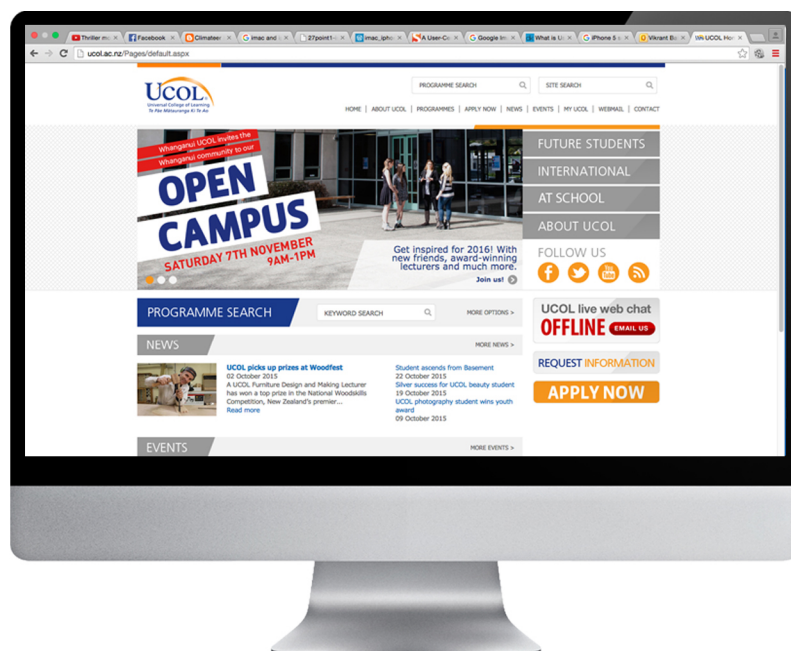 Thriller mo
Facebook
Climateer
iMac and i
27point1
imac_ipho
A User-Ce
Google Im
What is Us
iPhone 5 s
Vikrant Ba
UCOL Hor
ucol.ac.nz/Pages/default.aspx
UCOL
Universal College of Learning
Te Pae Mātauranga Ki Te Ao
PROGRAMME SEARCH
SITE SEARCH
HOME | ABOUT UCOL | PROGRAMMES | APPLY NOW | NEWS | EVENTS | MY UCOL | WEBMAIL | CONTACT
Whanganui UCOL invites the
Whanganui community to our
OPEN
CAMPUS
SATURDAY 7TH NOVEMBER
9AM-1PM
Get inspired for 2016! With
new friends, award-winning
lecturers and much more.
Join us!
FUTURE STUDENTS
INTERNATIONAL
AT SCHOOL
ABOUT UCOL
FOLLOW US
You
Tube
PROGRAMME SEARCH
KEYWORD SEARCH
MORE OPTIONS >
UCOL live web chat
OFFLINE EMAIL US
REQUEST INFORMATION
APPLY NOW
NEWS
MORE NEWS >
UCOL picks up prizes at Woodfest
02 October 2015
A UCOL Furniture Design and Making Lecturer
has won a top prize in the National Woodskills
Competition, New Zealand's premier...
Read more
Student ascends from Basement
22 October 2015
Silver success for UCOL beauty student
19 October 2015
UCOL photography student wins youth
award
09 October 2015
EVENTS
MORE EVENTS >